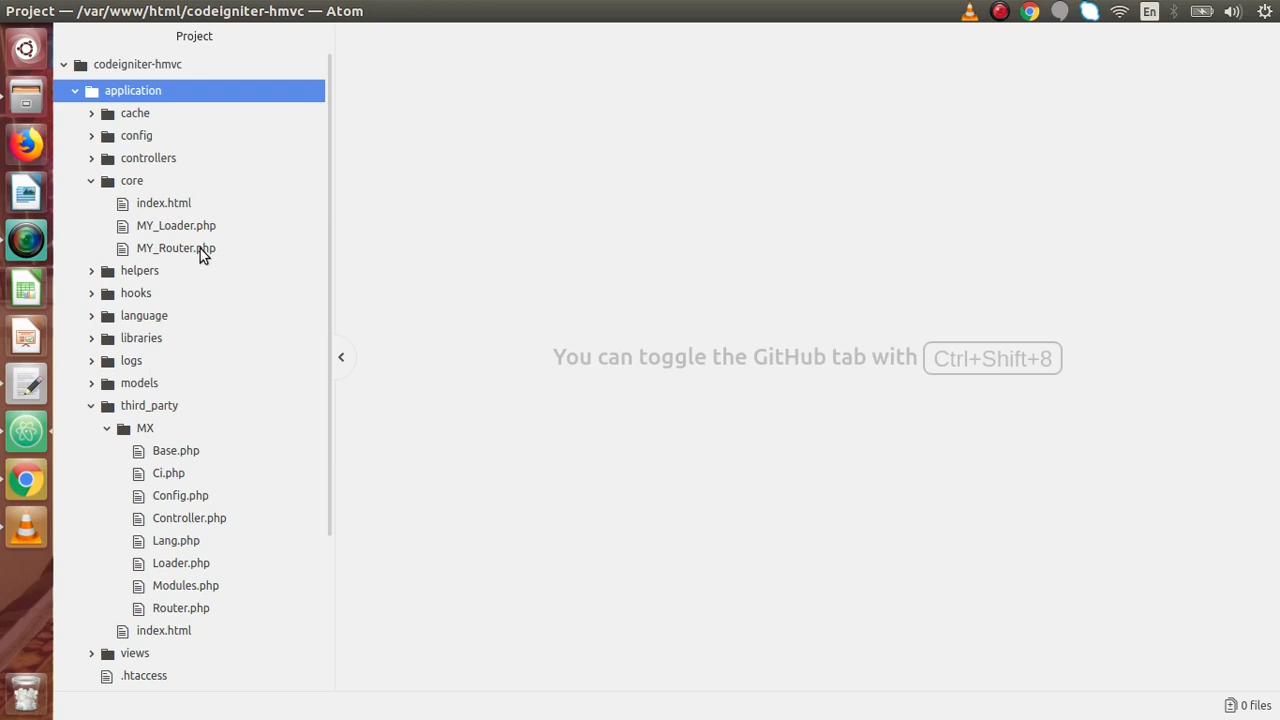 Project — /var/www/html/codeigniter-hmvc — Atom
En
Project
codeigniter-hmvc
application
cache
config
controllers
core
index.html
MY_Loader.php
MY_Router.php
helpers
hooks
language
libraries
logs
models
third_party
MX
Base.php
Ci.php
Config.php
Controller.php
Lang.php
Loader.php
Modules.php
Router.php
index.html
views
.htaccess
You can toggle the GitHub tab with Ctrl+Shift+8
0 files